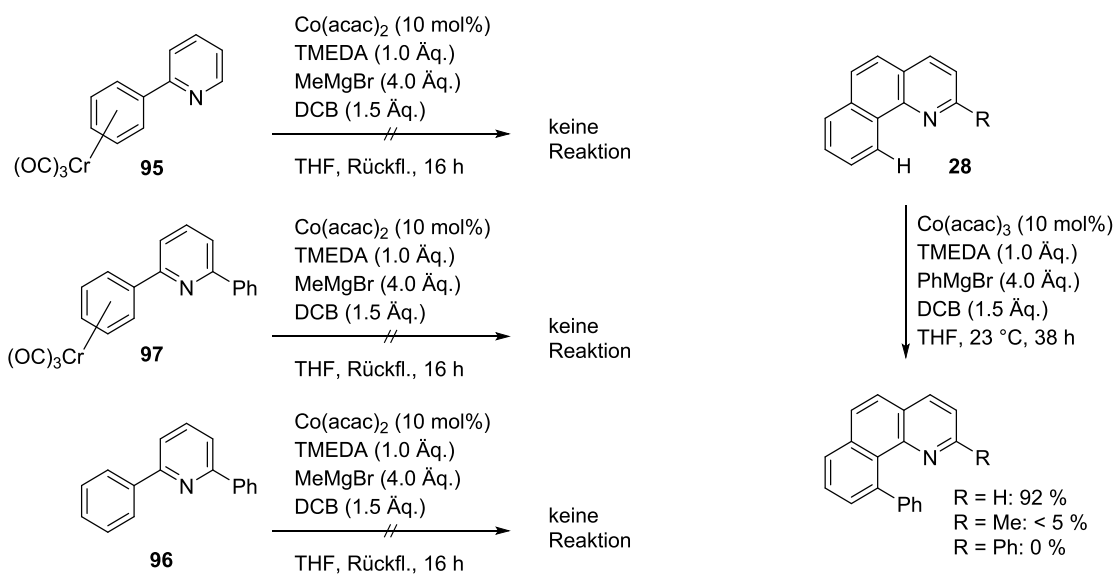 Co(acac)2 (10 mol%)
TMEDA (1.0 Äq.)
MeMgBr (4.0 Äq.)
DCB (1.5 Äq.)
THF, Rückfl., 16 h
N
(OC)3Cr
95
keine
Reaktion
Co(acac)2 (10 mol%)
TMEDA (1.0 Äq.)
MeMgBr (4.0 Äq.)
DCB (1.5 Äq.)
THF, Rückfl., 16 h
N
Ph
(OC)3Cr
97
keine
Reaktion
Co(acac)2 (10 mol%)
TMEDA (1.0 Äq.)
MeMgBr (4.0 Äq.)
DCB (1.5 Äq.)
THF, Rückfl., 16 h
N
Ph
96
keine
Reaktion
N
R
H
28
Co(acac)3 (10 mol%)
TMEDA (1.0 Äq.)
PhMgBr (4.0 Äq.)
DCB (1.5 Äq.)
THF, 23 °C, 38 h
N
R
Ph
R = H: 92 %
R = Me: < 5 %
R = Ph: 0 %